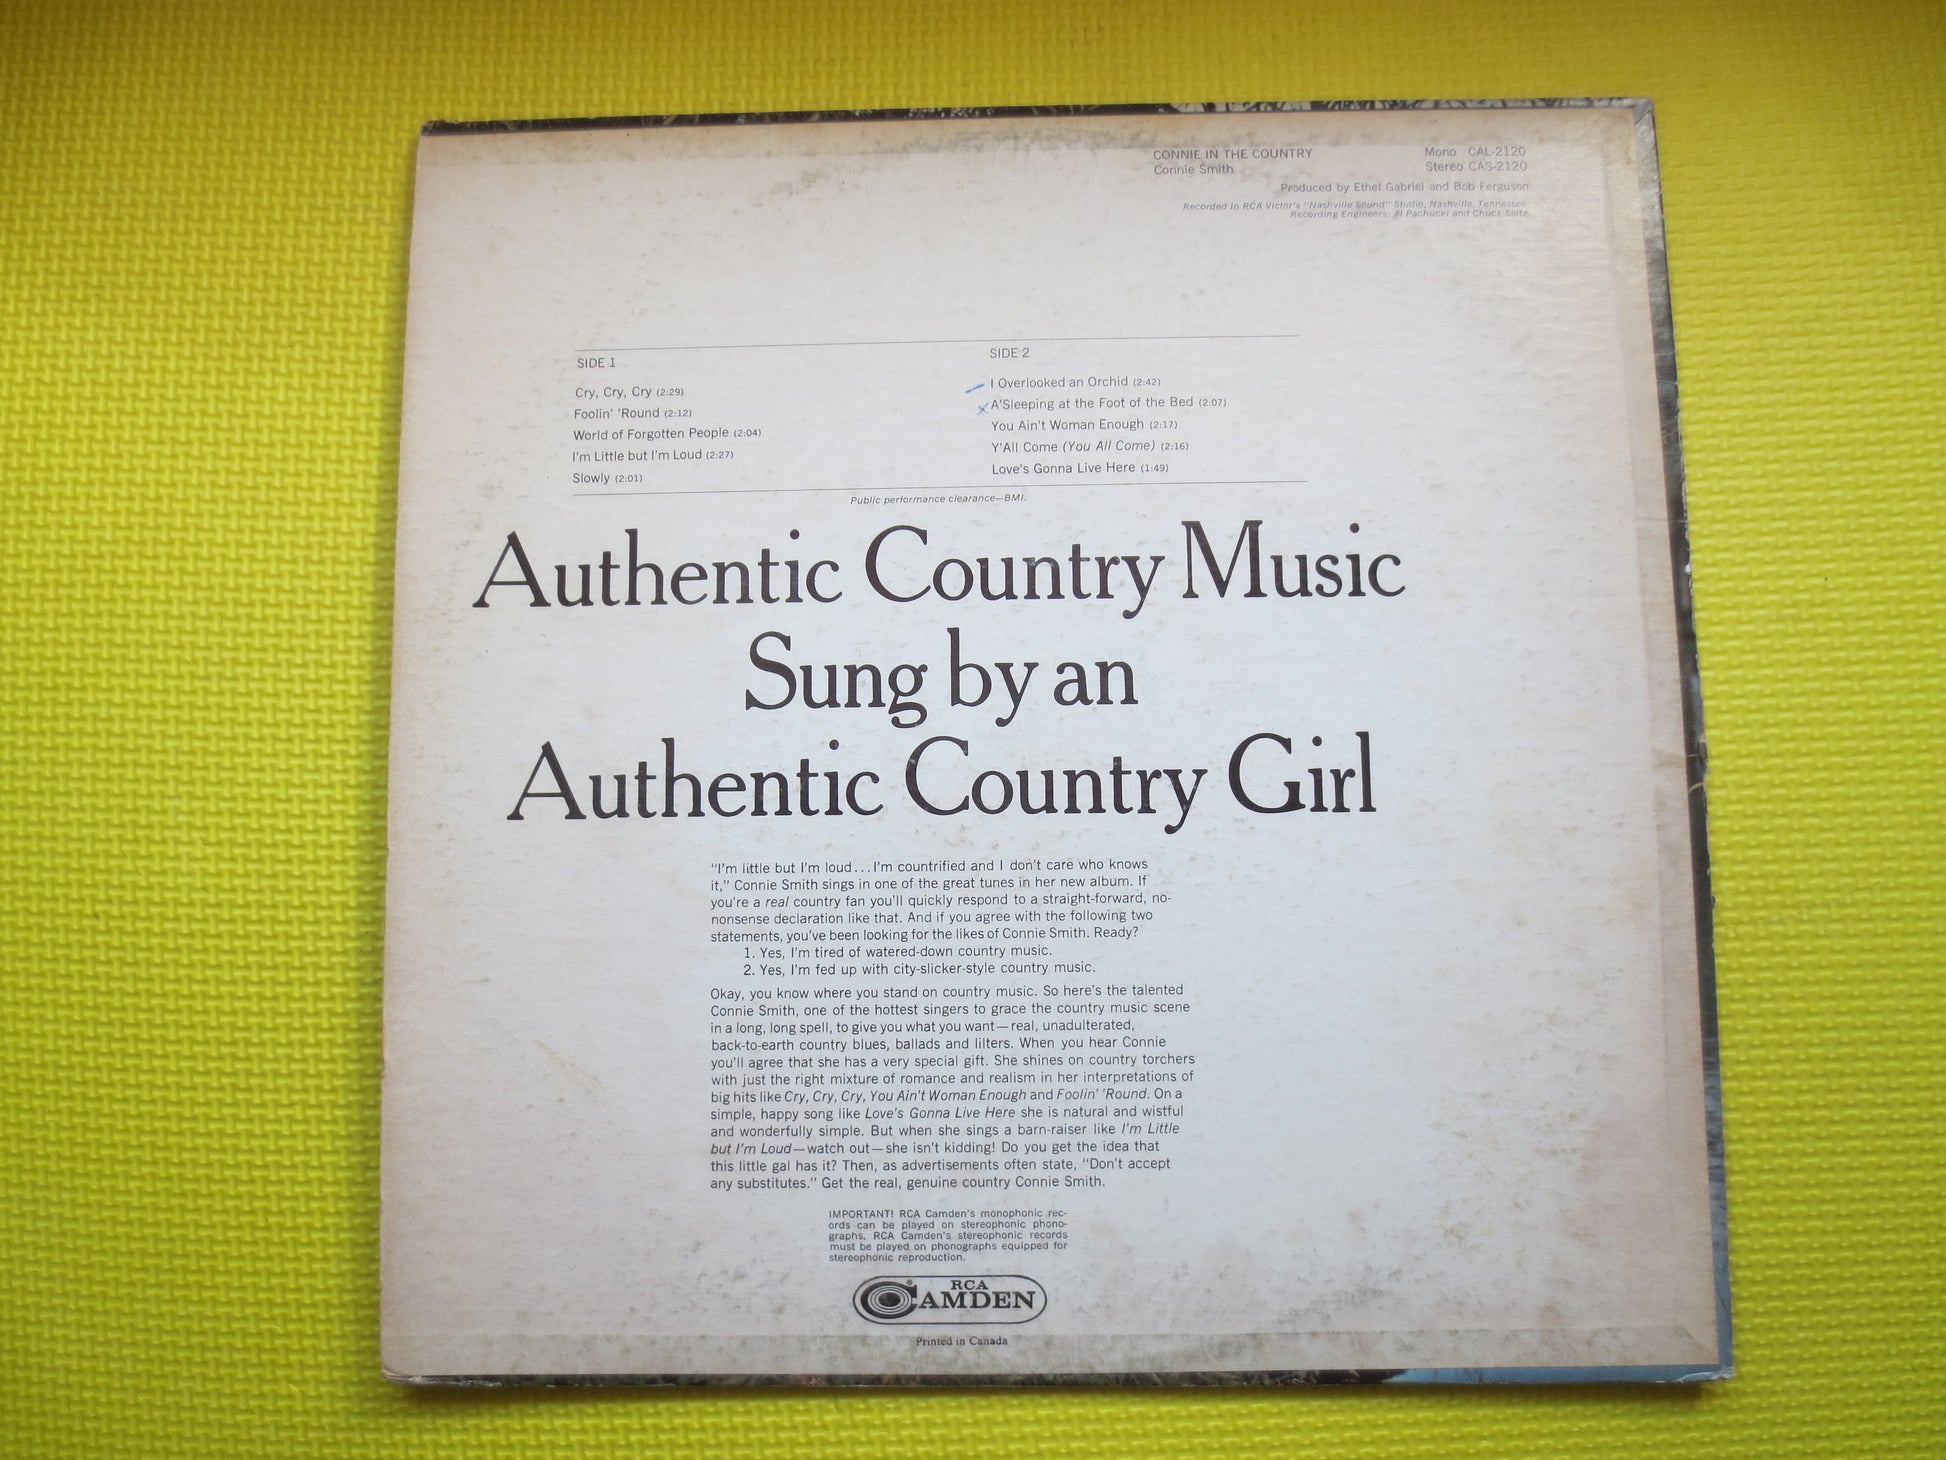 CONNIE IN THE COUNTRY
Connie Smith
Mono CAL-2120
Stereo CAS-2120
Produced by Ethel Gabriel and Bob Ferguson
Recorded in RCA Victor's "Nashville Sound" Studio, Nashville, Tennessee
Recording Engineers: Al Pachucki and Chuck Seitz
SIDE 1
Cry, Cry, Cry (2:29)
Foolin' 'Round (2:12)
World of Forgotten People (2:04)
I'm Little but I'm Loud (2:27)
Slowly (2:01)
SIDE 2
I Overlooked an Orchid (2:42)
A'Sleeping at the Foot of the Bed (2:07)
You Ain't Woman Enough (2:17)
Y'All Come (You All Come) (2:16)
Love's Gonna Live Here (1:49)
Public performance clearance—BMI.
Authentic Country Music
Sung by an
Authentic Country Girl
"I'm little but I'm loud...I'm countrified and I don't care who knows
it," Connie Smith sings in one of the great tunes in her new album. If
you're a real country fan you'll quickly respond to a straight-forward, no-
nonsense declaration like that. And if you agree with the following two
statements, you've been looking for the likes of Connie Smith. Ready?
1. Yes, I'm tired of watered-down country music.
2. Yes, I'm fed up with city-slicker-style country music.
Okay, you know where you stand on country music. So here's the talented
Connie Smith, one of the hottest singers to grace the country music scene
in a long, long spell, to give you what you want—real, unadulterated,
back-to-earth country blues, ballads and lilters. When you hear Connie
you'll agree that she has a very special gift. She shines on country torchers
with just the right mixture of romance and realism in her interpretations of
big hits like Cry, Cry, Cry, You Ain't Woman Enough and Foolin' 'Round. On a
simple, happy song like Love's Gonna Live Here she is natural and wistful
and wonderfully simple. But when she sings a barn-raiser like I'm Little
but I'm Loud—watch out—she isn't kidding! Do you get the idea that
this little gal has it? Then, as advertisements often state, "Don't accept
any substitutes." Get the real, genuine country Connie Smith.
IMPORTANT! RCA Camden's monophonic rec-
ords can be played on stereophonic phono-
graphs. RCA Camden's stereophonic records
must be played on phonographs equipped for
stereophonic reproduction.
RCA
CAMDEN
Printed in Canada